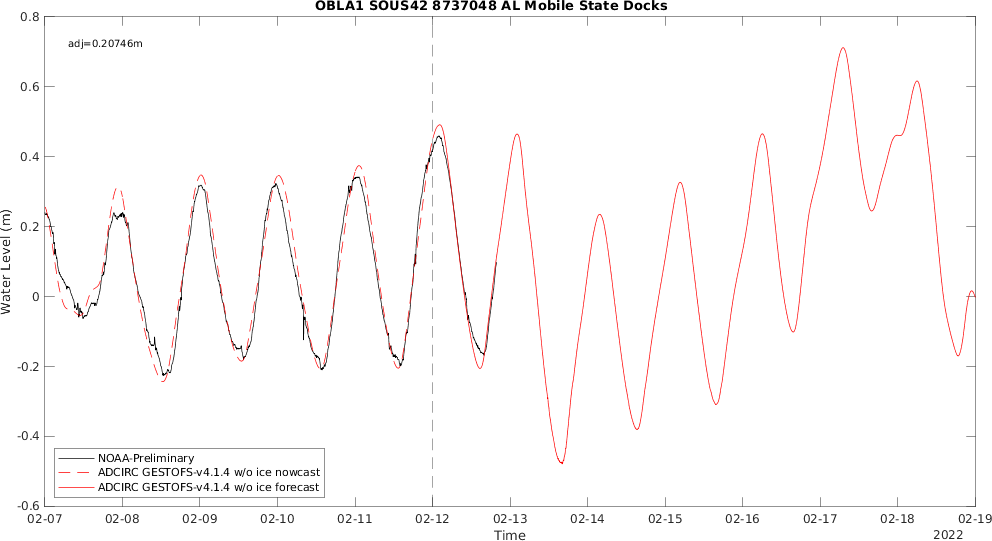 OBLA1 SOUS42 8737048 AL Mobile State Docks
adj=0.20746m
Water Level (m)
0.8
0.6
0.4
0.2
0
-0.2
-0.4
-0.6
NOAA-Preliminary
ADCIRC GESTOFS-v4.1.4 w/o ice nowcast
ADCIRC GESTOFS-v4.1.4 w/o ice forecast
02-07 02-08 02-09 02-10 02-11 02-12 02-13 02-14 02-15 02-16 02-17 02-18 02-19
Time
2022